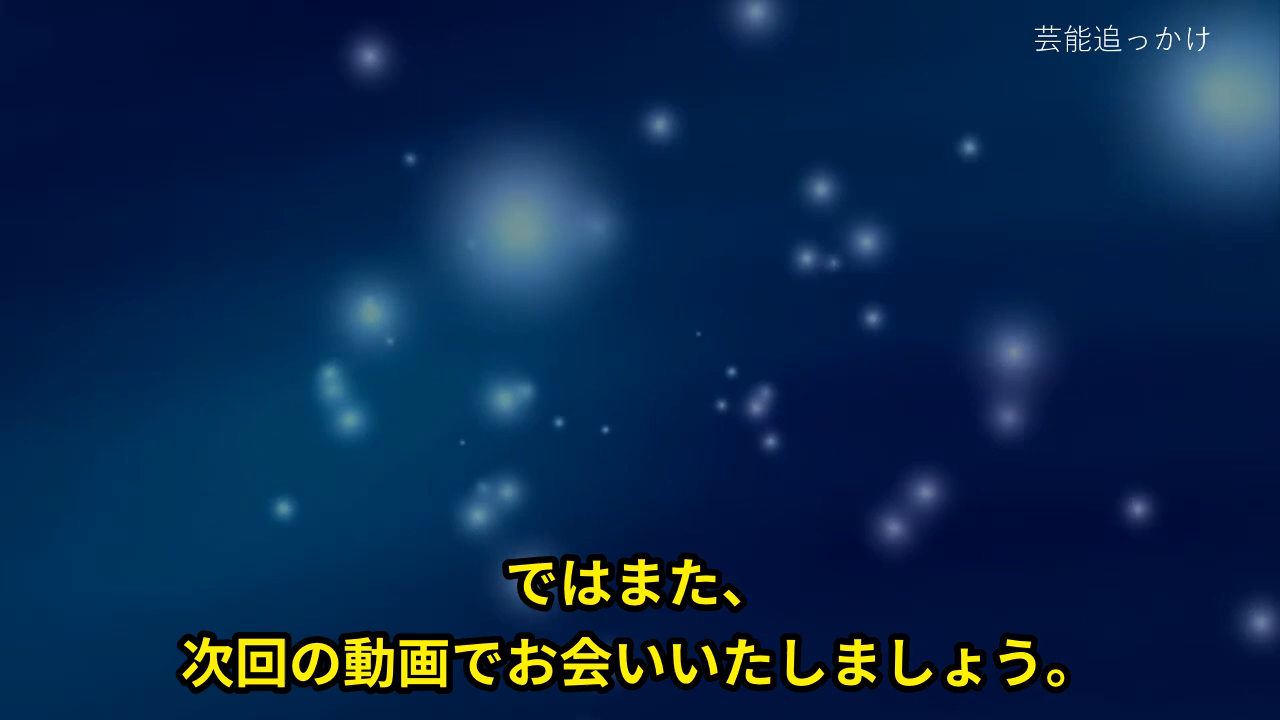 芸能追っかけ
ではまた、
次回の動画でお会いいたしましょう。